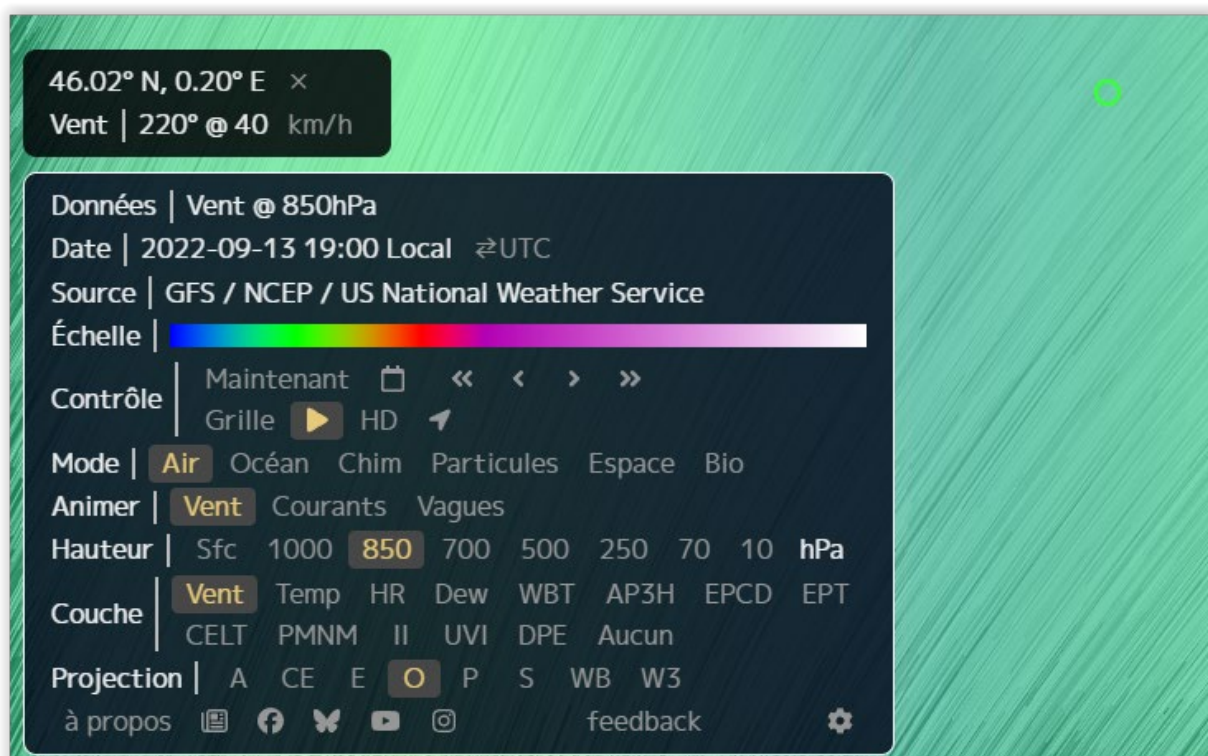 46.02° N, 0.20° E ×
Vent | 220° @ 40 km/h
Données | Vent @ 850hPa
Date | 2022-09-13 19:00 Local ⇄UTC
Source | GFS / NCEP / US National Weather Service
Échelle |
Contrôle | Maintenant « ‹ › »
Grille HD
Mode | Air Océan Chim Particules Espace Bio
Animer | Vent Courants Vagues
Hauteur | Sfc 1000 850 700 500 250 70 10 hPa
Couche | Vent Temp HR Dew WBT AP3H EPCD EPT
CELT PMNM II UVI DPE Aucun
Projection | A CE E O P S WB W3
à propos feedback